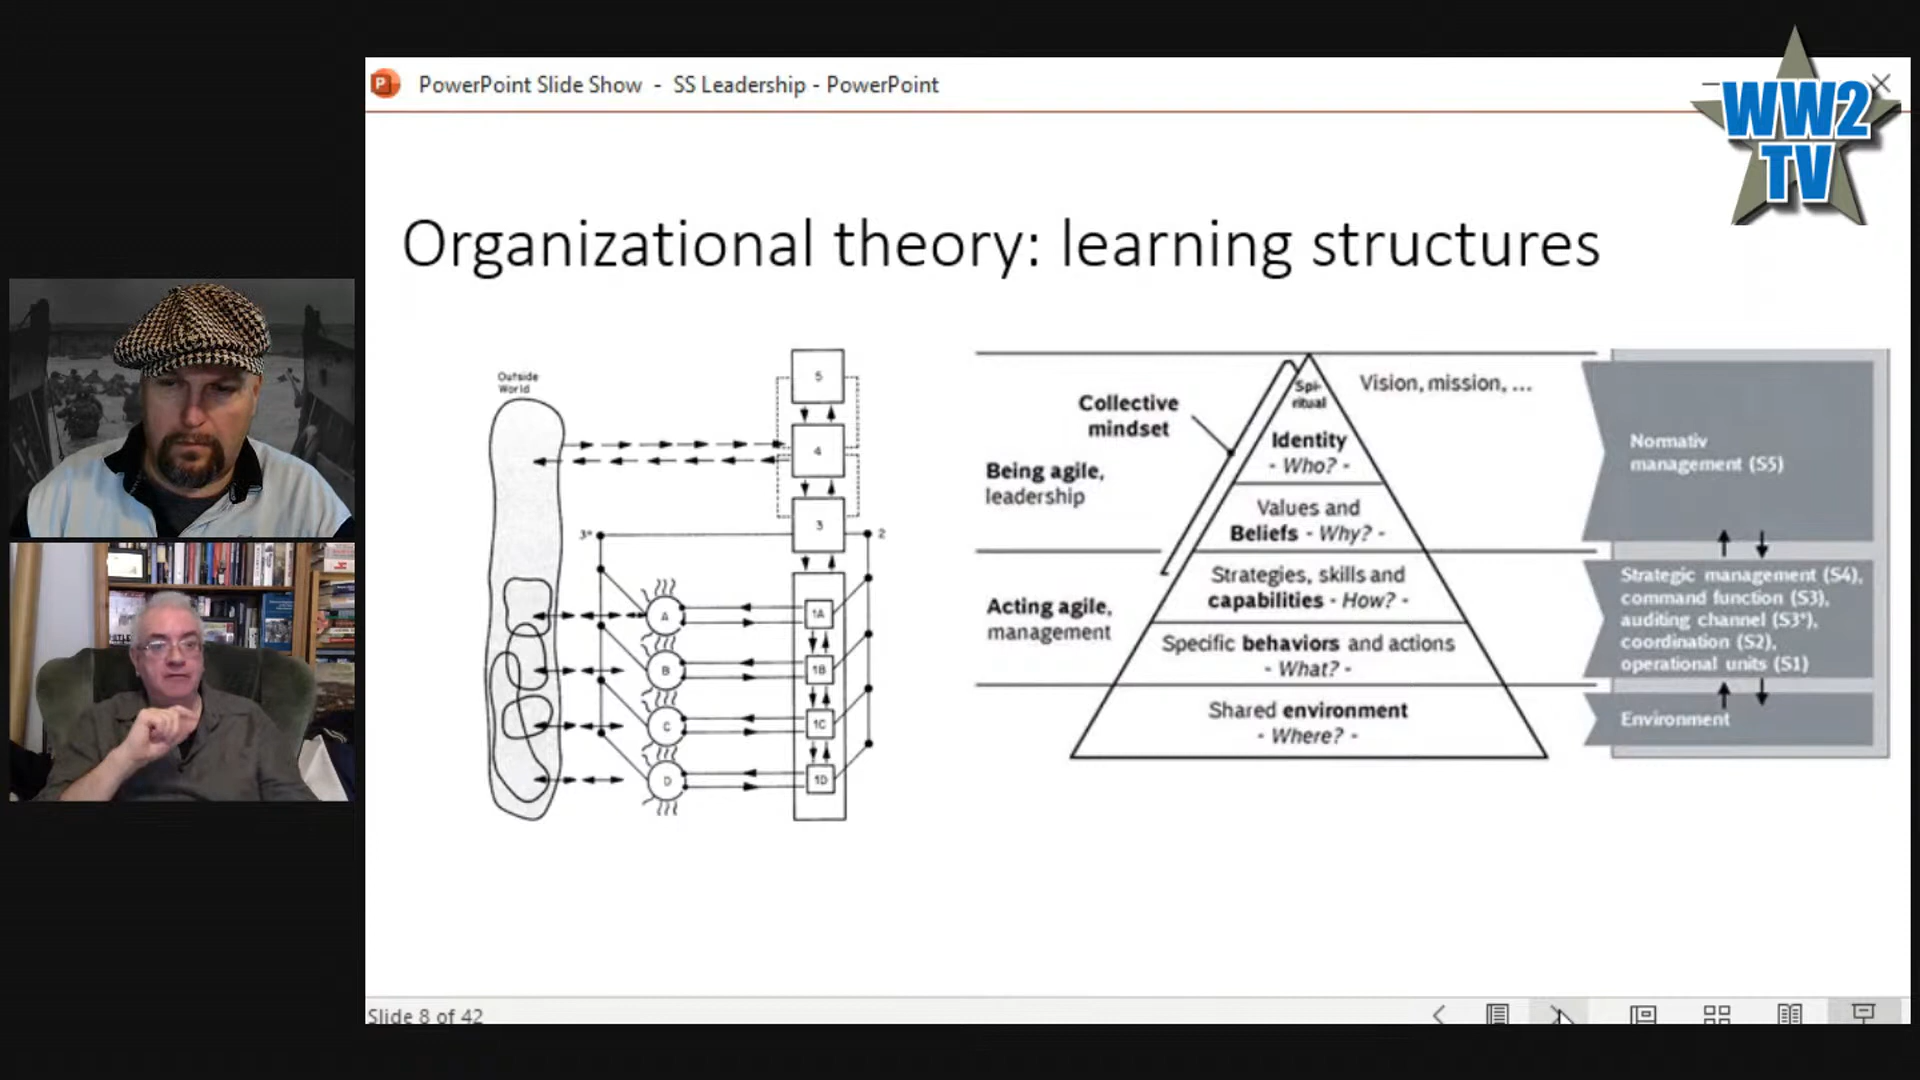 PowerPoint Slide Show - SS Leadership - PowerPoint
WW2
TV
Organizational theory: learning structures
Outside
World
5
4
3
3*
2
A
B
C
D
1A
1B
1C
1D
Collective
mindset
Being agile,
leadership
Acting agile,
management
Spi-
ritual
Vision, mission, ...
Identity
- Who? -
Values and
Beliefs - Why? -
Strategies, skills and
capabilities - How? -
Specific behaviors and actions
- What? -
Shared environment
- Where? -
Normativ
management (S5)
Strategic management (S4),
command function (S3),
auditing channel (S3*),
coordination (S2),
operational units (S1)
Environment
Slide 8 of 42